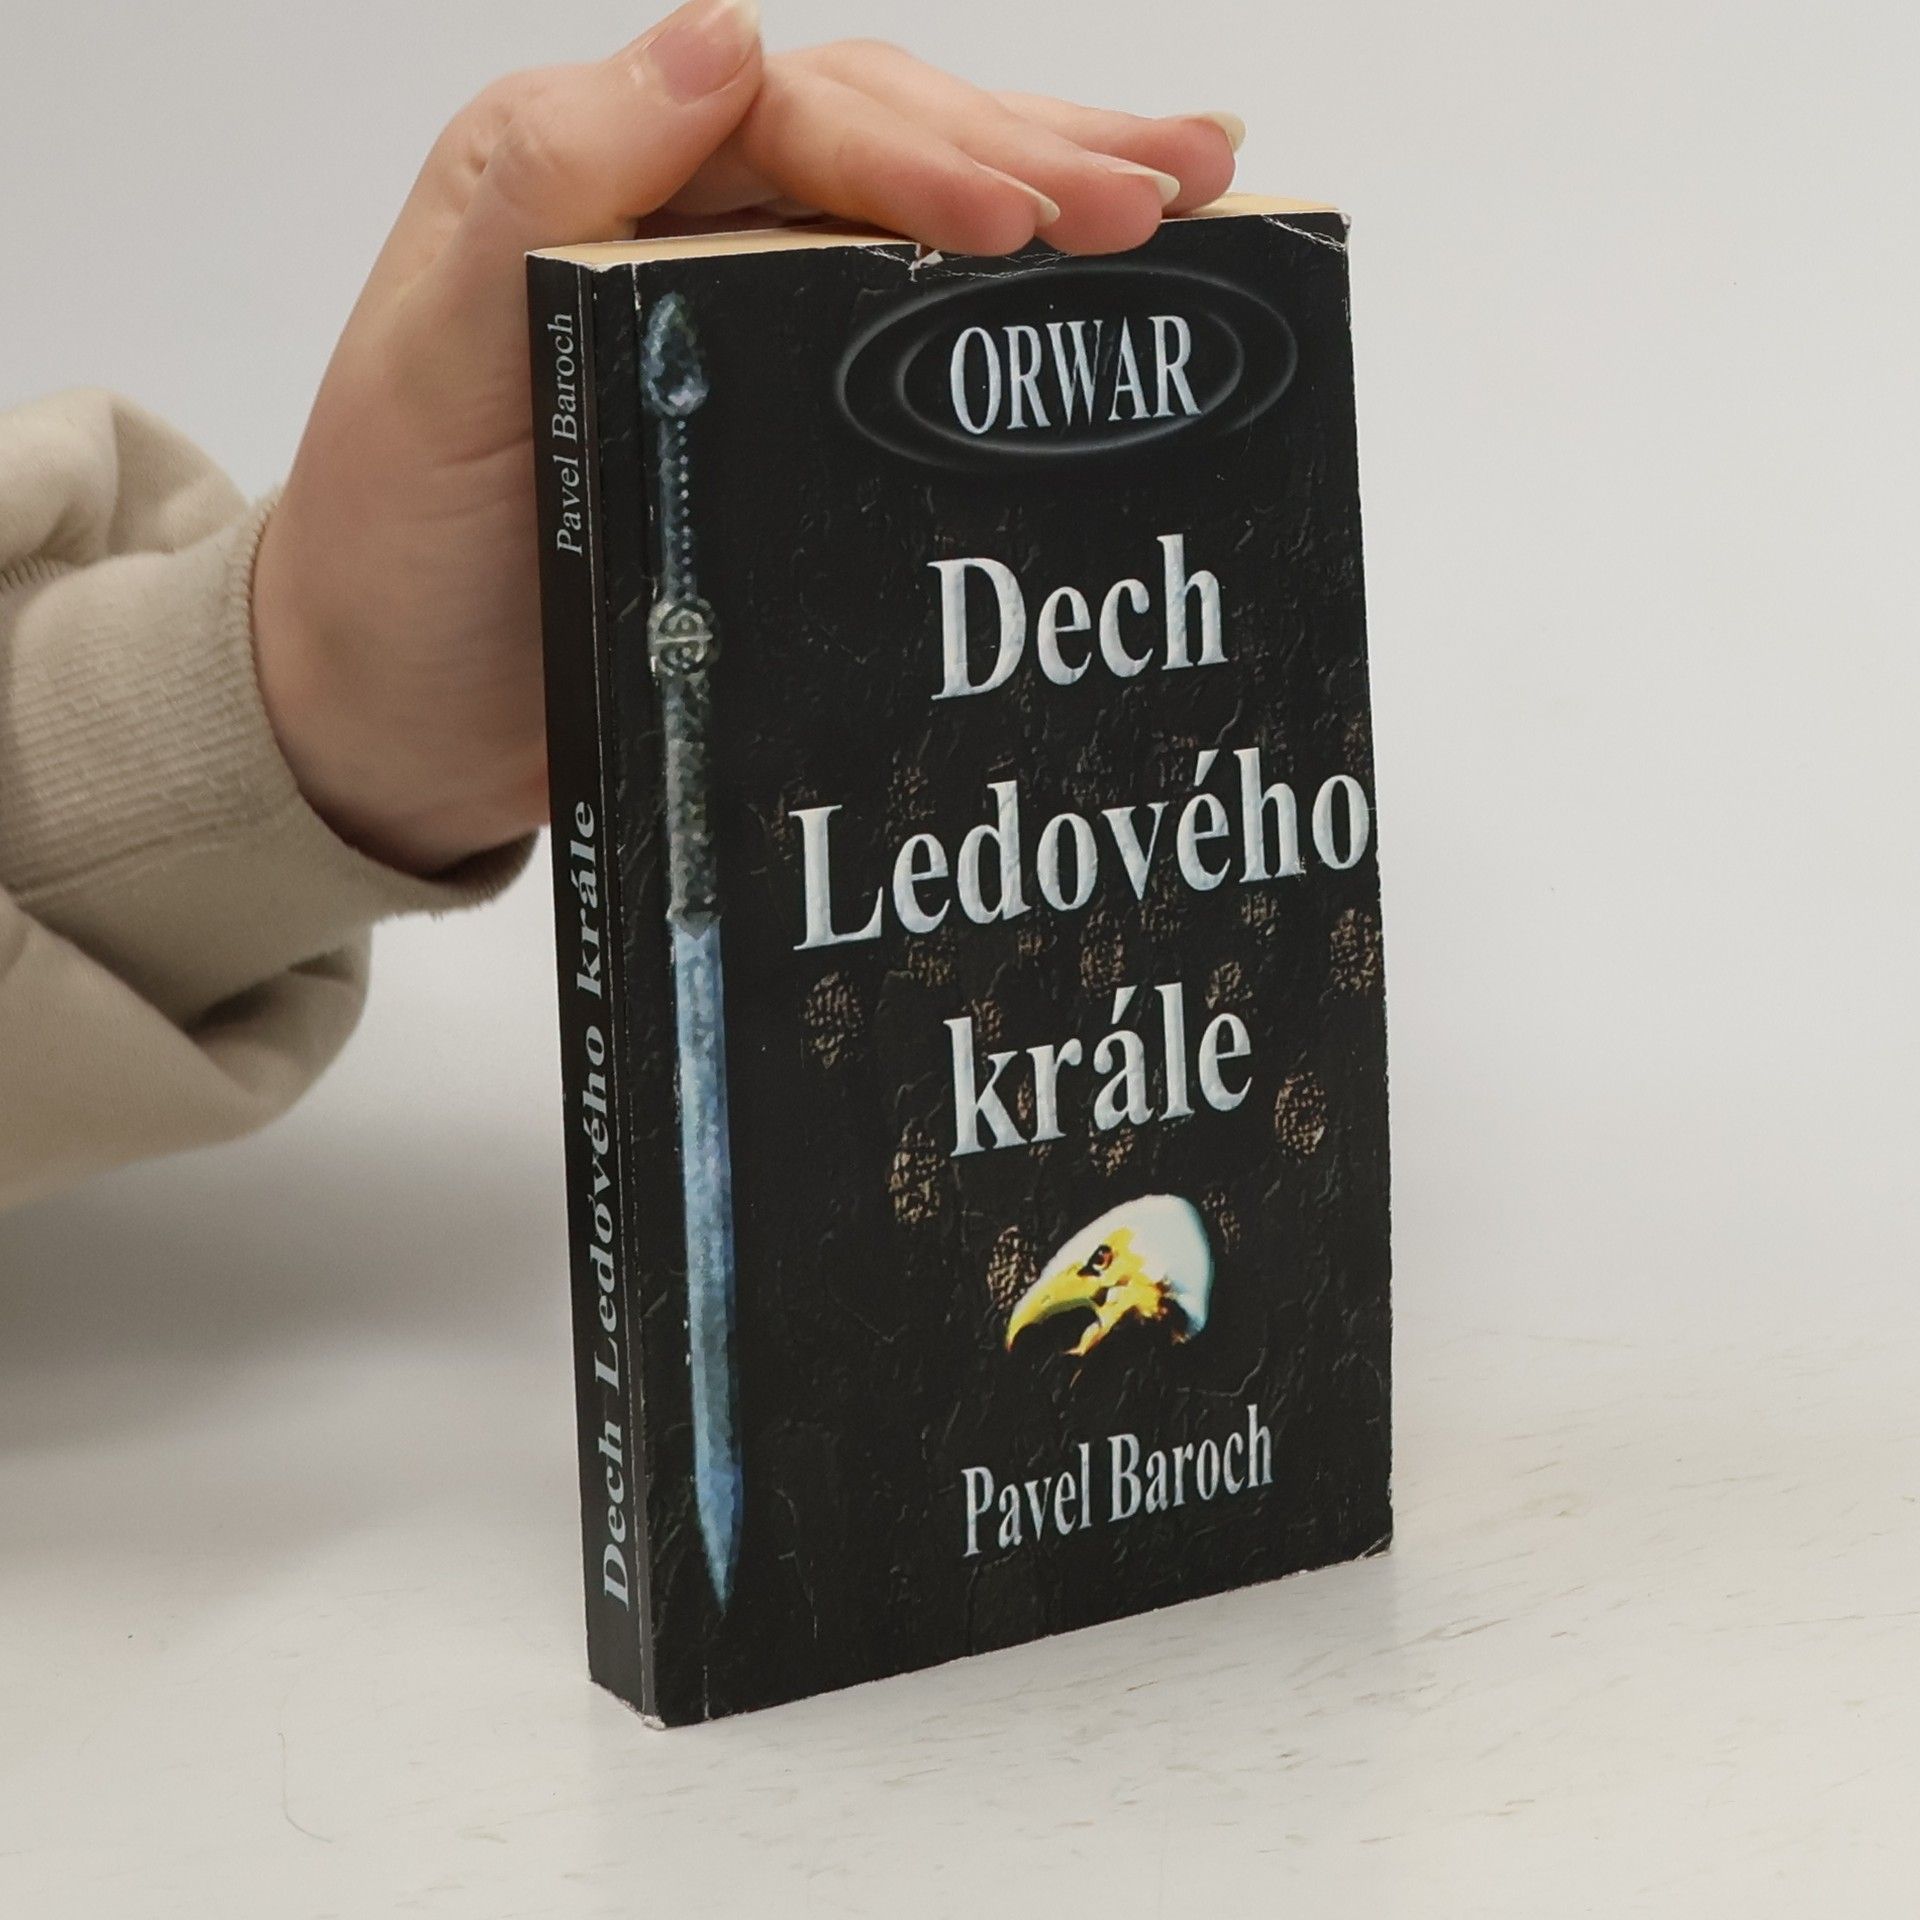 Pavel Baroch
Dech Ledového krále
ORWAR
Dech
Ledového
krále
Pavel Baroch